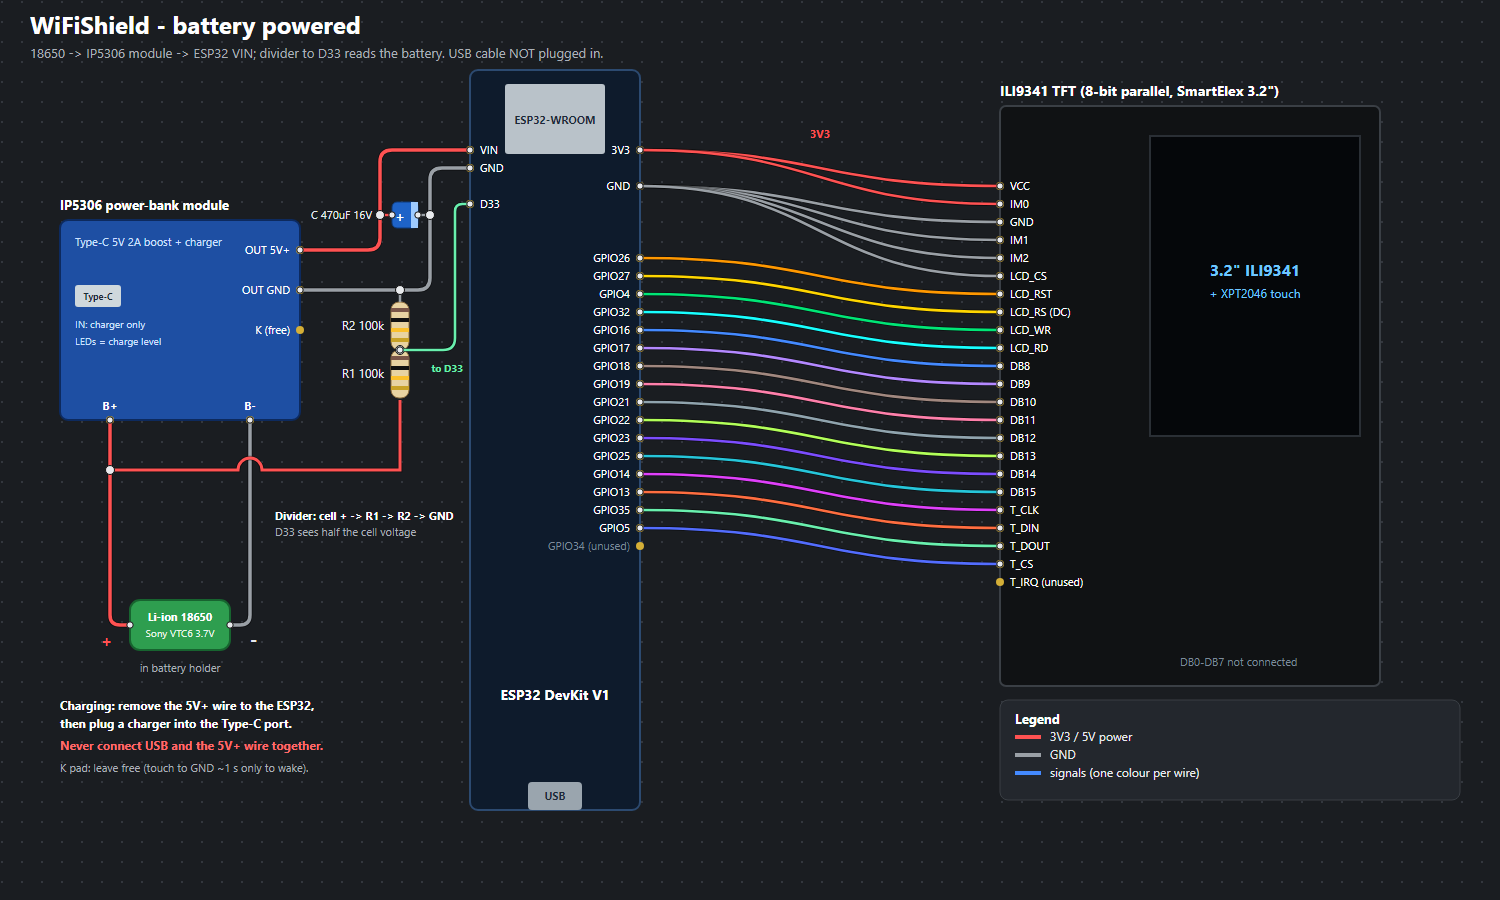 WiFiShield - battery powered
18650 -> IP5306 module -> ESP32 VIN; divider to D33 reads the battery. USB cable NOT plugged in.
ESP32-WROOM
VIN
GND
D33
3V3
GND
GPIO26
GPIO27
GPIO4
GPIO32
GPIO16
GPIO17
GPIO18
GPIO19
GPIO21
GPIO22
GPIO23
GPIO25
GPIO14
GPIO13
GPIO35
GPIO5
GPIO34 (unused)
ESP32 DevKit V1
USB
3V3
IP5306 power-bank module
Type-C 5V 2A boost + charger
OUT 5V+
OUT GND
Type-C
IN: charger only
LEDs = charge level
K (free)
B+
B-
C 470uF 16V
+
R2 100k
R1 100k
to D33
Divider: cell + -> R1 -> R2 -> GND
D33 sees half the cell voltage
Li-ion 18650
Sony VTC6 3.7V
+
-
in battery holder
Charging: remove the 5V+ wire to the ESP32,
then plug a charger into the Type-C port.
Never connect USB and the 5V+ wire together.
K pad: leave free (touch to GND ~1 s only to wake).
ILI9341 TFT (8-bit parallel, SmartElex 3.2")
VCC
IM0
GND
IM1
IM2
LCD_CS
LCD_RST
LCD_RS (DC)
LCD_WR
LCD_RD
DB8
DB9
DB10
DB11
DB12
DB13
DB14
DB15
T_CLK
T_DIN
T_DOUT
T_CS
T_IRQ (unused)
3.2" ILI9341
+ XPT2046 touch
DB0-DB7 not connected
Legend
3V3 / 5V power
GND
signals (one colour per wire)